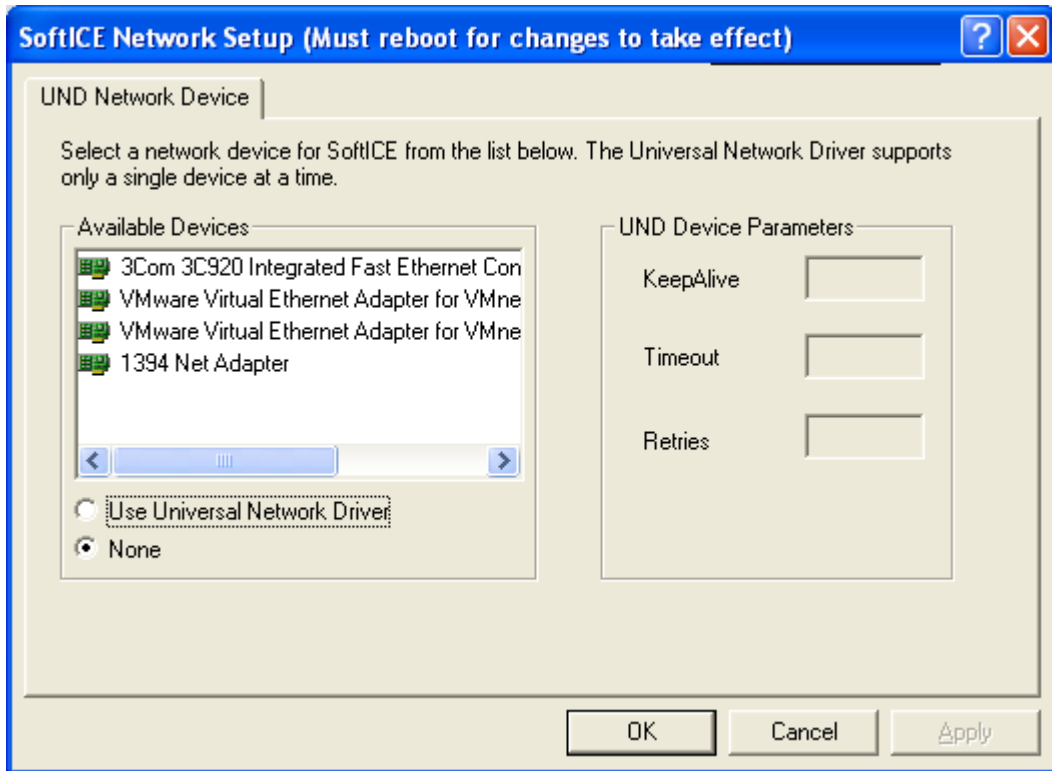 SoftICE Network Setup (Must reboot for changes to take effect)
UND Network Device
Select a network device for SoftICE from the list below. The Universal Network Driver supports
only a single device at a time.
Available Devices
3Com 3C920 Integrated Fast Ethernet Con
VMware Virtual Ethernet Adapter for VMne
VMware Virtual Ethernet Adapter for VMne
1394 Net Adapter
Use Universal Network Driver
None
UND Device Parameters
KeepAlive
Timeout
Retries
OK
Cancel
Apply